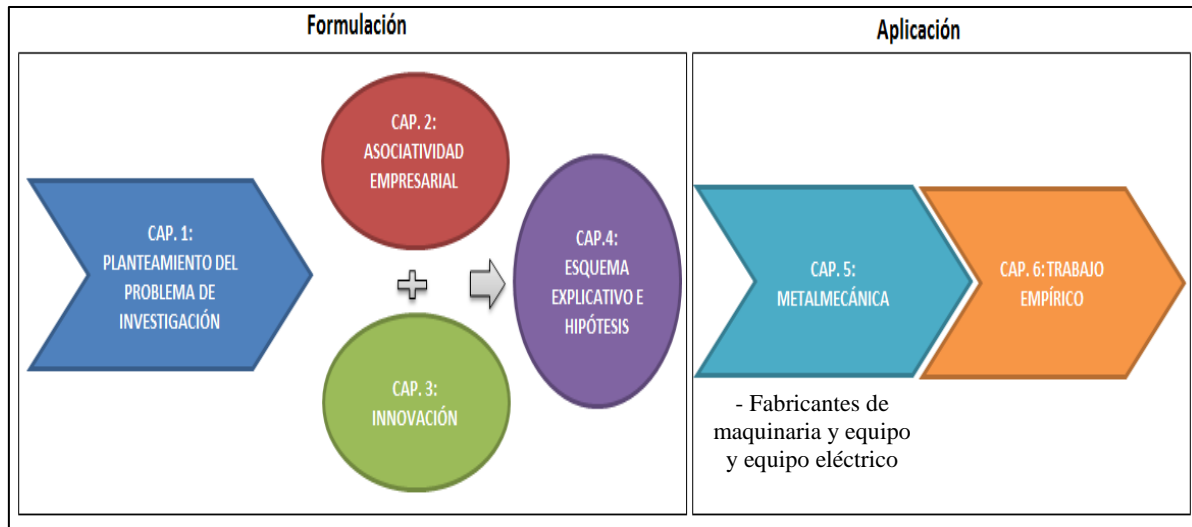 Formulación
CAP. 1:
PLANTEAMIENTO DEL
PROBLEMA DE
INVESTIGACIÓN
CAP. 2:
ASOCIATIVIDAD
EMPRESARIAL
CAP. 3:
INNOVACIÓN
CAP.4:
ESQUEMA
EXPLICATIVO E
HIPÓTESIS
Aplicación
CAP. 5:
METALMECÁNICA
- Fabricantes de
maquinaria y equipo
y equipo eléctrico
CAP. 6: TRABAJO
EMPÍRICO